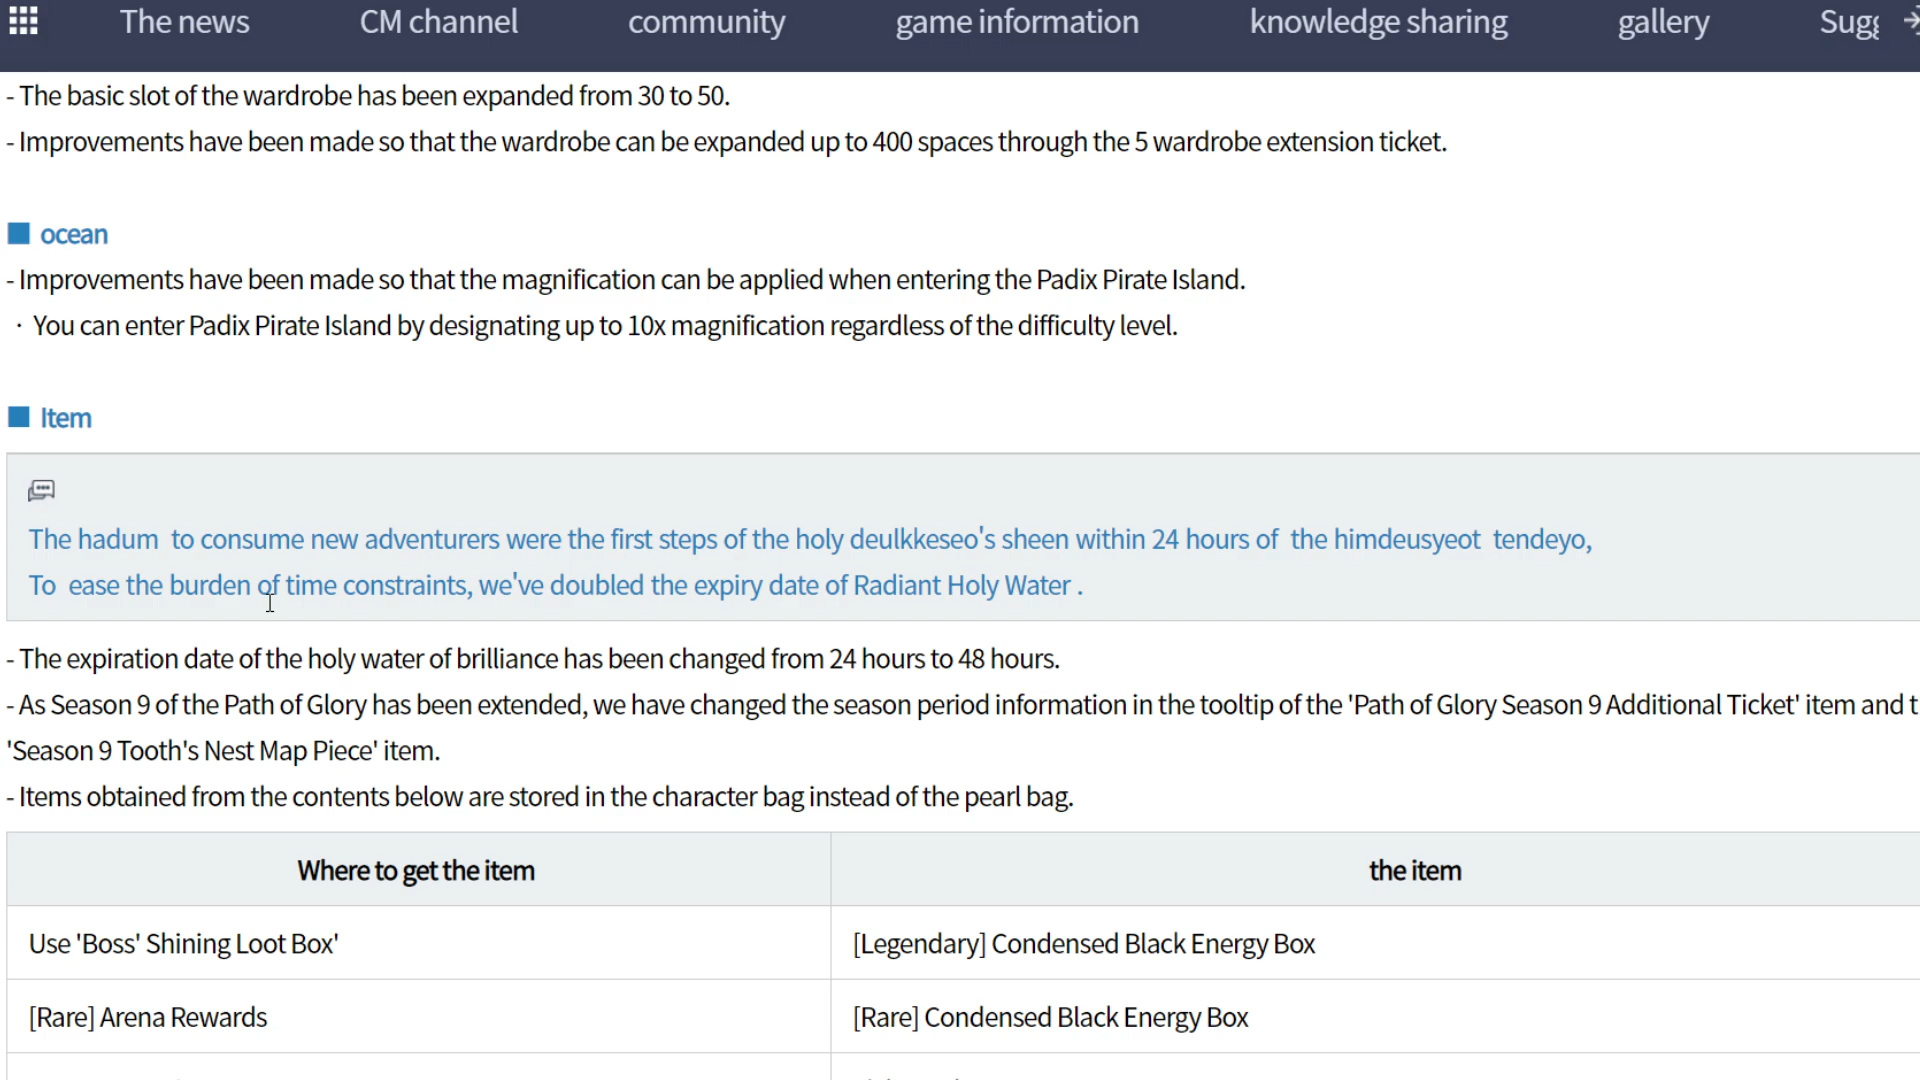 The news CM channel community game information knowledge sharing gallery Sugg
- The basic slot of the wardrobe has been expanded from 30 to 50.
- Improvements have been made so that the wardrobe can be expanded up to 400 spaces through the 5 wardrobe extension ticket.
ocean
- Improvements have been made so that the magnification can be applied when entering the Padix Pirate Island.
· You can enter Padix Pirate Island by designating up to 10x magnification regardless of the difficulty level.
Item
The hadum to consume new adventurers were the first steps of the holy deulkkeseo's sheen within 24 hours of the himdeusyeot tendeyo,
To ease the burden of time constraints, we've doubled the expiry date of Radiant Holy Water .
- The expiration date of the holy water of brilliance has been changed from 24 hours to 48 hours.
- As Season 9 of the Path of Glory has been extended, we have changed the season period information in the tooltip of the 'Path of Glory Season 9 Additional Ticket' item and t
'Season 9 Tooth's Nest Map Piece' item.
- Items obtained from the contents below are stored in the character bag instead of the pearl bag.
Where to get the item the item
Use 'Boss' Shining Loot Box' [Legendary] Condensed Black Energy Box
[Rare] Arena Rewards [Rare] Condensed Black Energy Box